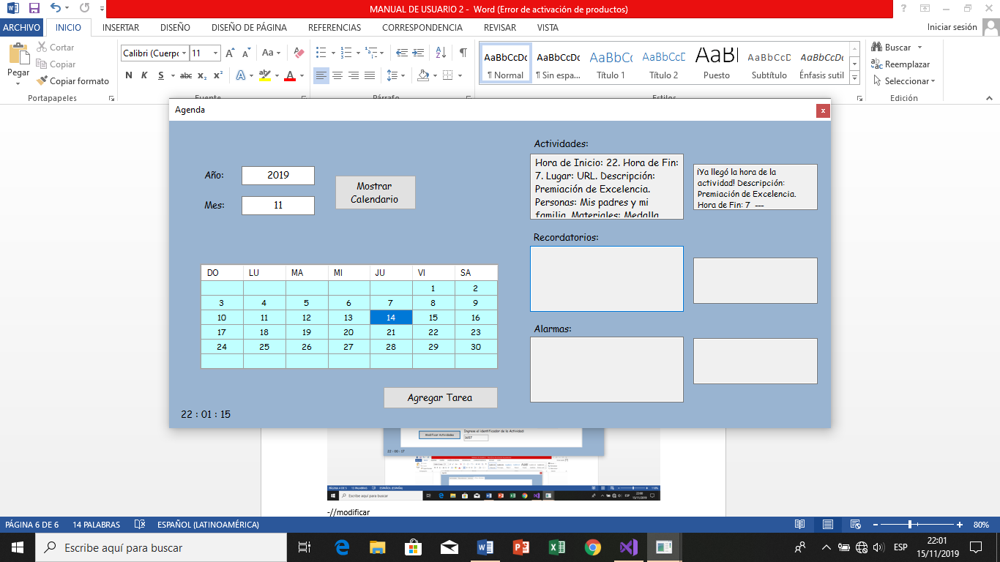 MANUAL DE USUARIO 2 - Word (Error de activación de productos)
ARCHIVO INICIO INSERTAR DISEÑO DISEÑO DE PÁGINA REFERENCIAS CORRESPONDENCIA REVISAR VISTA Iniciar sesión
Pegar
Cortar
Copiar
Copiar formato
Portapapeles
Calibri (Cuerpo 11
N K S abc x₂ x²
Fuente
Párrafo
AaBbCcDc AaBbCcDc AaBbCc AaBbCcD AaBl AaBbCcD AaBbCcDc
¶ Normal ¶ Sin espa... Título 1 Título 2 Puesto Subtítulo Énfasis sutil
Estilos
Buscar
Reemplazar
Seleccionar
Edición
Agenda
Año: 2019
Mes: 11
Mostrar
Calendario
DO LU MA MI JU VI SA
1 2
3 4 5 6 7 8 9
10 11 12 13 14 15 16
17 18 19 20 21 22 23
24 25 26 27 28 29 30
Agregar Tarea
22 : 01 : 15
Actividades:
Hora de Inicio: 22. Hora de Fin:
7. Lugar: URL. Descripción:
Premiación de Excelencia.
Personas: Mis padres y mi
familia. Materiales: Medalla
¡Ya llegó la hora de la
actividad! Descripción:
Premiación de Excelencia.
Hora de Fin: 7 ---
Recordatorios:
Alarmas:
Modificar Actividades
Ingrese el identificador de la Actividad:
-//modificar
PÁGINA 6 DE 6 14 PALABRAS ESPAÑOL (LATINOAMÉRICA) 80%
Escribe aquí para buscar
ESP
22:01
15/11/2019